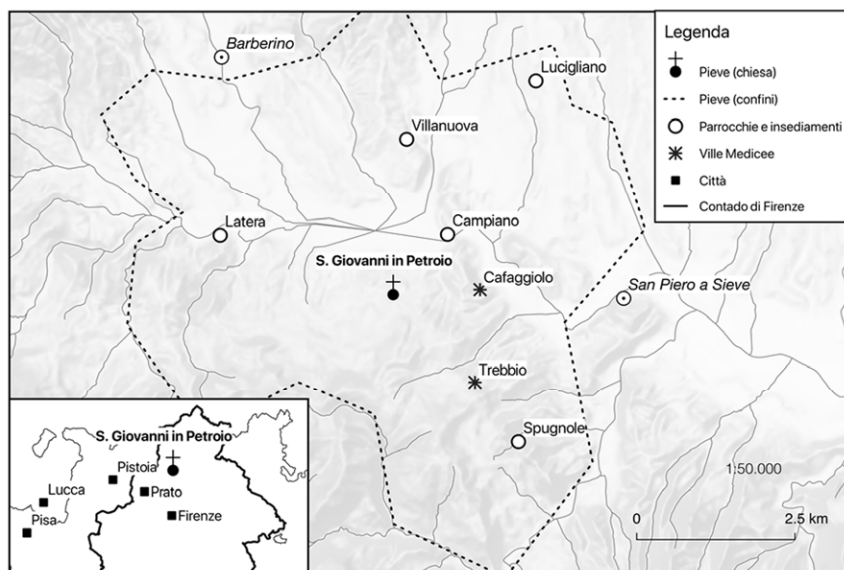 Barberino
Lucigliano
Villanuova
Latera
Campiano
S. Giovanni in Petroio
Cafaggiolo
San Piero a Sieve
Trebbio
Spugnole
1:50.000
0
2.5 km
Legenda
Pieve (chiesa)
Pieve (confini)
Parrocchie e insediamenti
Ville Medicee
Città
Contado di Firenze
S. Giovanni in Petroio
Pistoia
Lucca
Prato
Pisa
Firenze